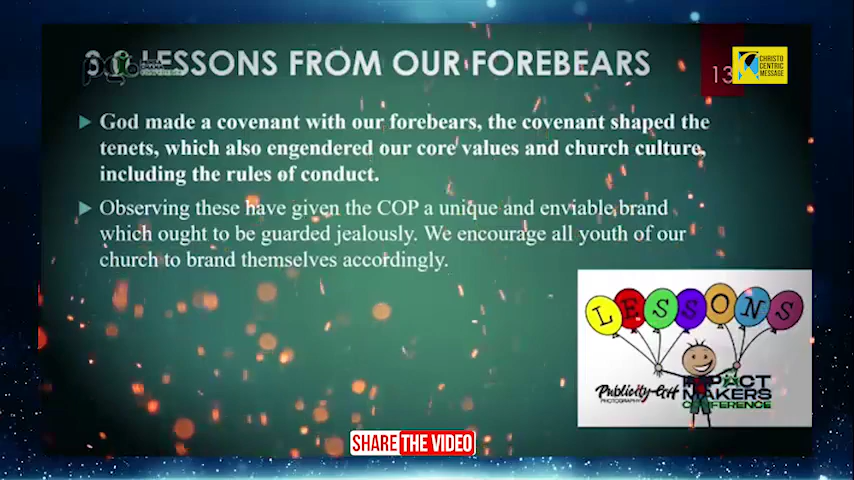 LESSONS FROM OUR FOREBEARS
13
CHRISTO
CENTRIC
MESSAGE
God made a covenant with our forebears, the covenant shaped the
tenets, which also engendered our core values and church culture,
including the rules of conduct.
Observing these have given the COP a unique and enviable brand
which ought to be guarded jealously. We encourage all youth of our
church to brand themselves accordingly.
LESSONS
PHOTOGRAPHY
IMPACT
MAKERS
CONFERENCE
SHARE THE VIDEO